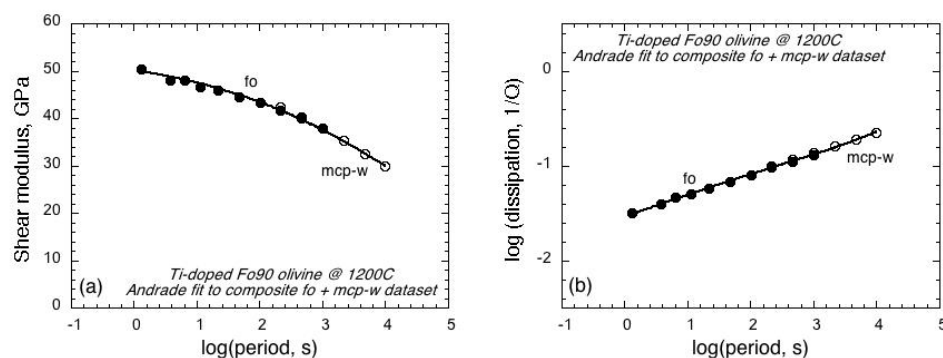 60
50
40
30
20
10
0
Shear modulus, GPa
fo
mcp-w
(a)
Ti-doped Fo90 olivine @ 1200C
Andrade fit to composite fo + mcp-w dataset
-1 0 1 2 3 4 5
log(period, s)
Ti-doped Fo90 olivine @ 1200C
Andrade fit to composite fo + mcp-w dataset
0
-1
-2
log (dissipation, 1/Q)
fo
mcp-w
(b)
-1 0 1 2 3 4 5
log(period, s)